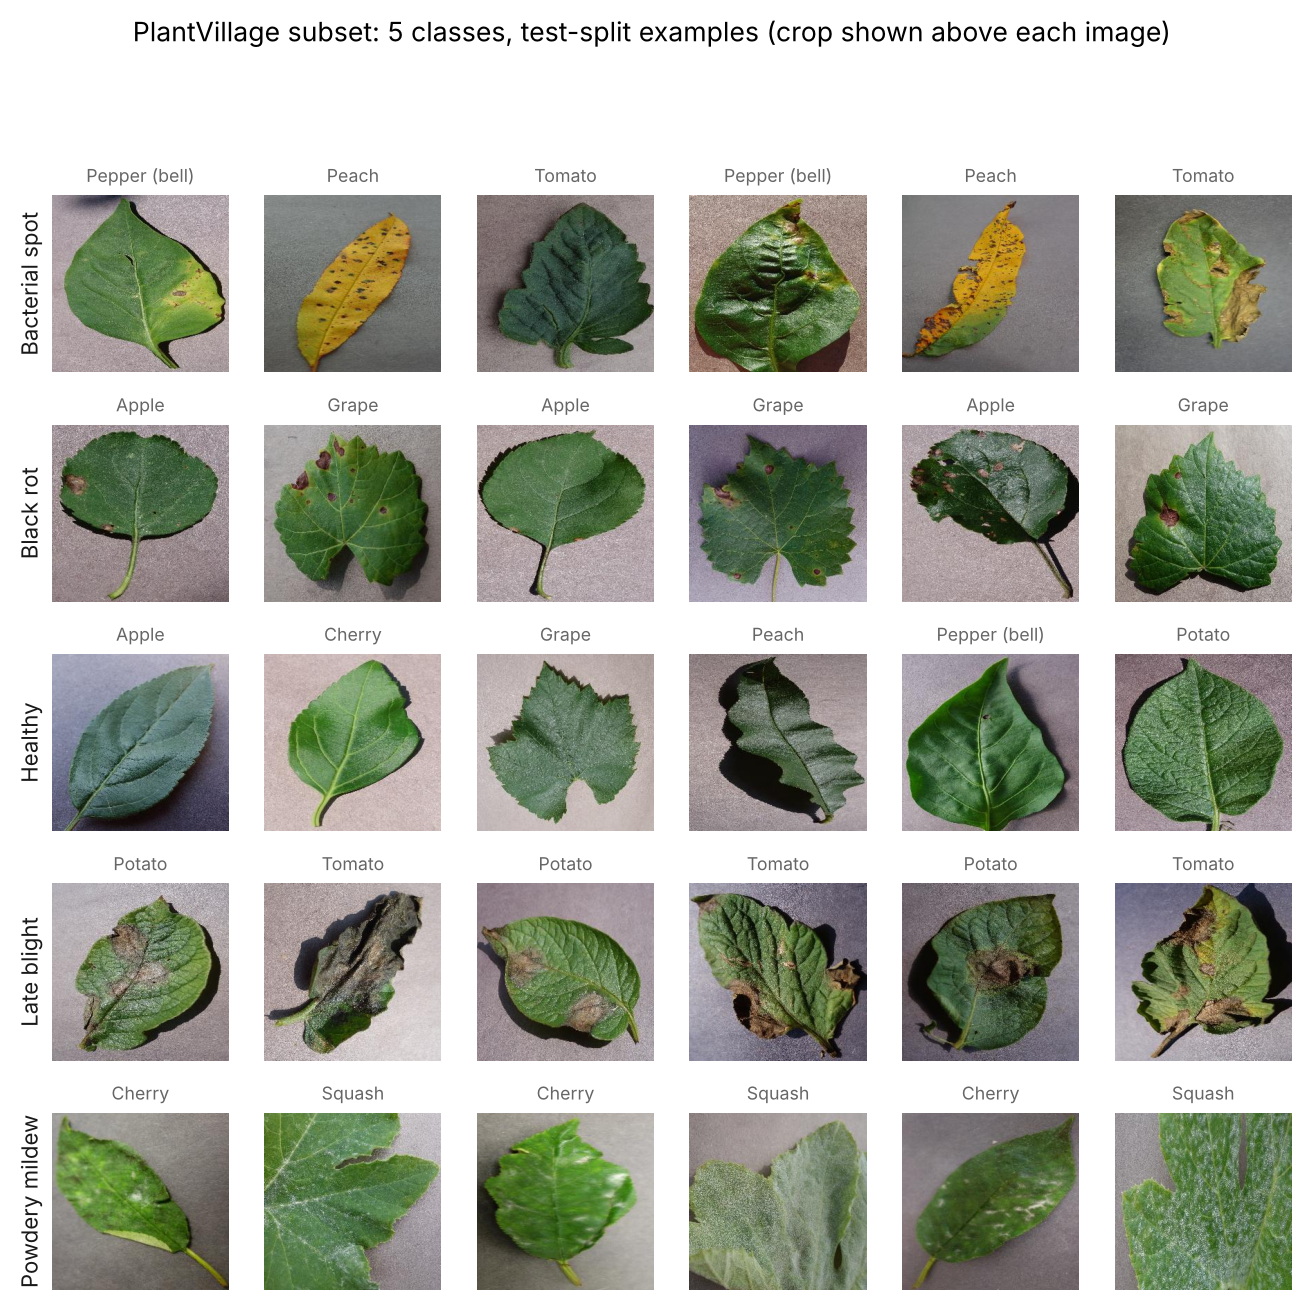 PlantVillage subset: 5 classes, test-split examples (crop shown above each image)
Pepper (bell) Peach Tomato Pepper (bell) Peach Tomato
Bacterial spot
Apple Grape Apple Grape Apple Grape
Black rot
Apple Cherry Grape Peach Pepper (bell) Potato
Healthy
Potato Tomato Potato Tomato Potato Tomato
Late blight
Cherry Squash Cherry Squash Cherry Squash
Powdery mildew